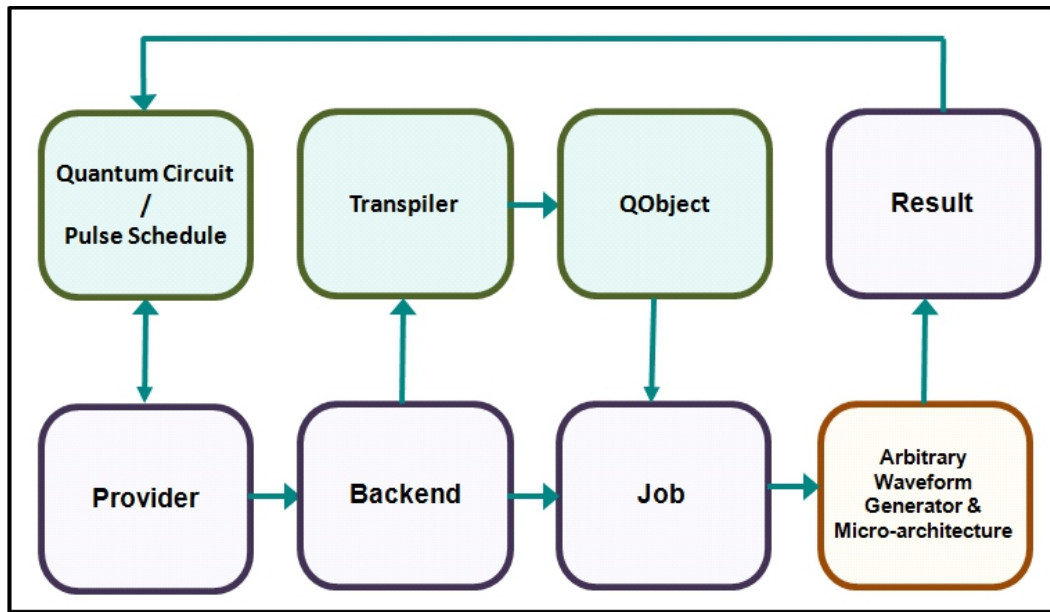 Quantum Circuit
/
Pulse Schedule
Transpiler
QObject
Result
Provider
Backend
Job
Arbitrary
Waveform
Generator &
Micro-architecture